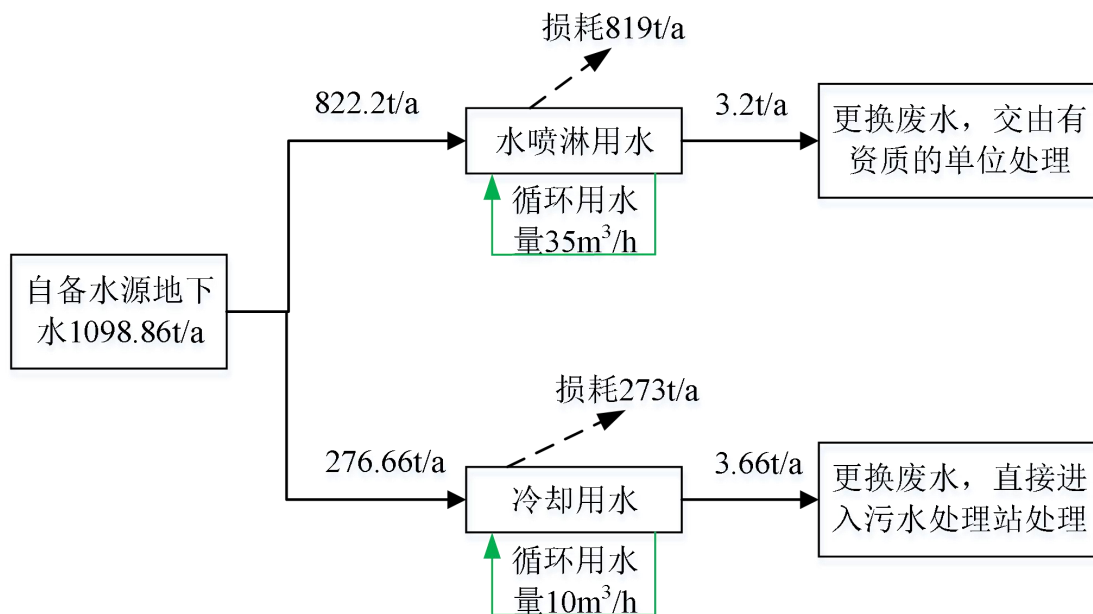 损耗819t/a
822.2t/a
水喷淋用水
3.2t/a
更换废水，交由有
资质的单位处理
循环用水
量35m³/h
自备水源地下
水1098.86t/a
损耗273t/a
276.66t/a
冷却用水
3.66t/a
更换废水，直接进
入污水处理站处理
循环用水
量10m³/h